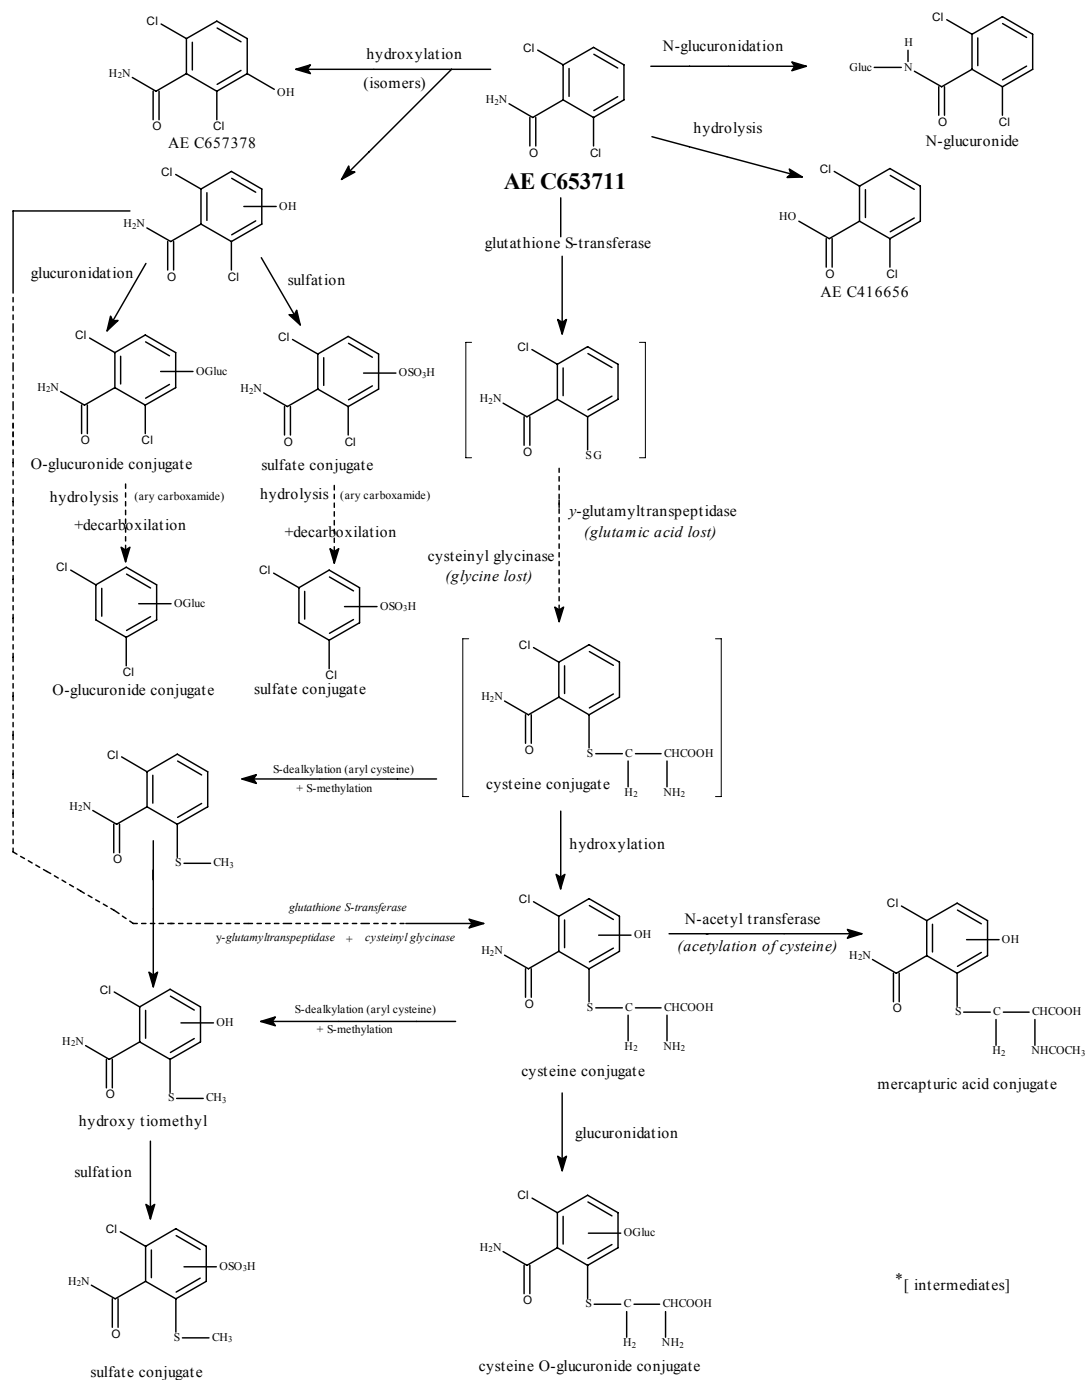 Cl
H₂N
O
Cl
OH
AE C657378
hydroxylation
(isomers)
Cl
H₂N
O
Cl
AE C653711
N-glucuronidation
Gluc
H
N
O
Cl
Cl
N-glucuronide
hydrolysis
Cl
HO
O
Cl
AE C416656
Cl
H₂N
O
Cl
OH
glutathione S-transferase
glucuronidation
sulfation
Cl
H₂N
O
Cl
OGluc
O-glucuronide conjugate
Cl
H₂N
O
Cl
OSO₃H
sulfate conjugate
Cl
H₂N
O
SG
hydrolysis (ary carboxamide)
+decarboxilation
hydrolysis (ary carboxamide)
+decarboxilation
y-glutamyltranspeptidase
(glutamic acid lost)
cysteinyl glycinase
(glycine lost)
Cl
OGluc
Cl
O-glucuronide conjugate
Cl
OSO₃H
Cl
sulfate conjugate
Cl
H₂N
O
S
C
H₂
CHCOOH
NH₂
cysteine conjugate
S-dealkylation (aryl cysteine)
+ S-methylation
Cl
H₂N
O
S
CH₃
hydroxylation
glutathione S-transferase
y-glutamyltranspeptidase + cysteinyl glycinase
Cl
OH
H₂N
O
S
C
H₂
CHCOOH
NH₂
cysteine conjugate
N-acetyl transferase
(acetylation of cysteine)
Cl
OH
H₂N
O
S
C
H₂
CHCOOH
NHCOCH₃
mercapturic acid conjugate
S-dealkylation (aryl cysteine)
+ S-methylation
Cl
OH
H₂N
O
S
CH₃
hydroxy tiomethyl
glucuronidation
sulfation
Cl
OSO₃H
H₂N
O
S
CH₃
sulfate conjugate
Cl
OGluc
H₂N
O
S
C
H₂
CHCOOH
NH₂
cysteine O-glucuronide conjugate
*[ intermediates]